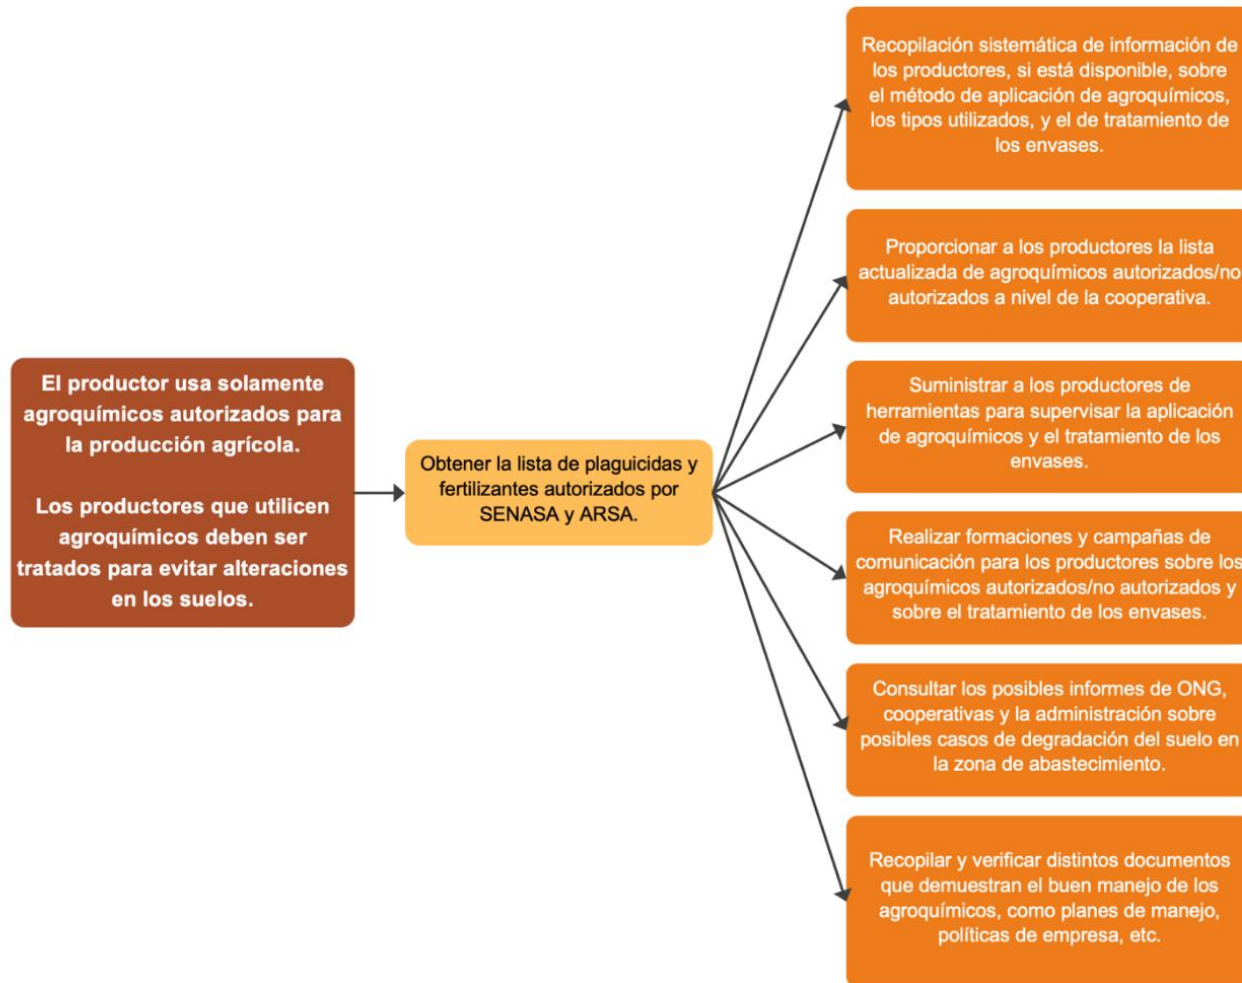 El productor usa solamente
agroquímicos autorizados para
la producción agrícola.
Los productores que utilicen
agroquímicos deben ser
tratados para evitar alteraciones
en los suelos.
Obtener la lista de plaguicidas y
fertilizantes autorizados por
SENASA y ARSA.
Recopilación sistemática de información de
los productores, si está disponible, sobre
el método de aplicación de agroquímicos,
los tipos utilizados, y el de tratamiento de
los envases.
Proporcionar a los productores la lista
actualizada de agroquímicos autorizados/no
autorizados a nivel de la cooperativa.
Suministrar a los productores de
herramientas para supervisar la aplicación
de agroquímicos y el tratamiento de los
envases.
Realizar formaciones y campañas de
comunicación para los productores sobre los
agroquímicos autorizados/no autorizados y
sobre el tratamiento de los envases.
Consultar los posibles informes de ONG,
cooperativas y la administración sobre
posibles casos de degradación del suelo en
la zona de abastecimiento.
Recopilar y verificar distintos documentos
que demuestran el buen manejo de los
agroquímicos, como planes de manejo,
políticas de empresa, etc.